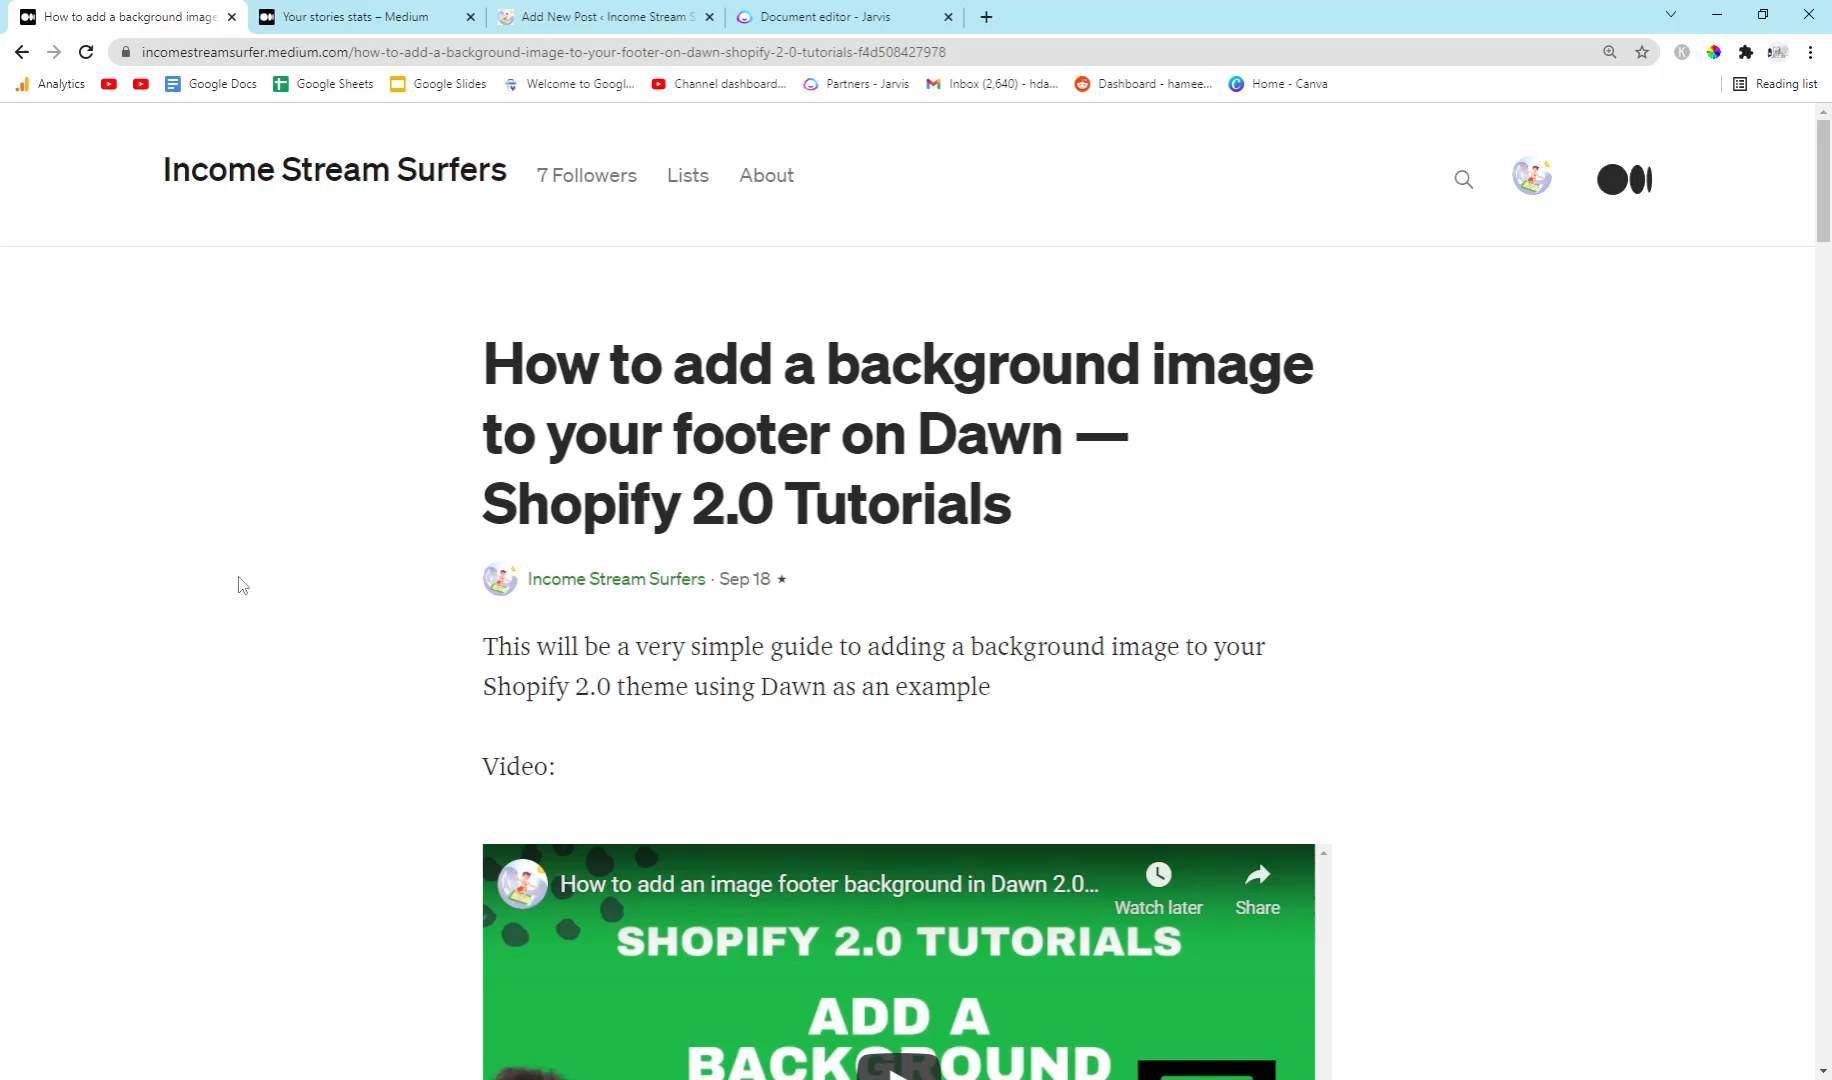 How to add a background image
Your stories stats – Medium
Add New Post ‹ Income Stream S
Document editor - Jarvis
incomestreamsurfer.medium.com/how-to-add-a-background-image-to-your-footer-on-dawn-shopify-2-0-tutorials-f4d508427978
Analytics
Google Docs
Google Sheets
Google Slides
Welcome to Googl...
Channel dashboard...
Partners - Jarvis
Inbox (2,640) - hda...
Dashboard - hamee...
Home - Canva
Reading list
Income Stream Surfers
7 Followers
Lists
About
How to add a background image
to your footer on Dawn —
Shopify 2.0 Tutorials
Income Stream Surfers · Sep 18 ★
This will be a very simple guide to adding a background image to your
Shopify 2.0 theme using Dawn as an example
Video:
How to add an image footer background in Dawn 2.0...
Watch later
Share
SHOPIFY 2.0 TUTORIALS
ADD A
BACKGROUND